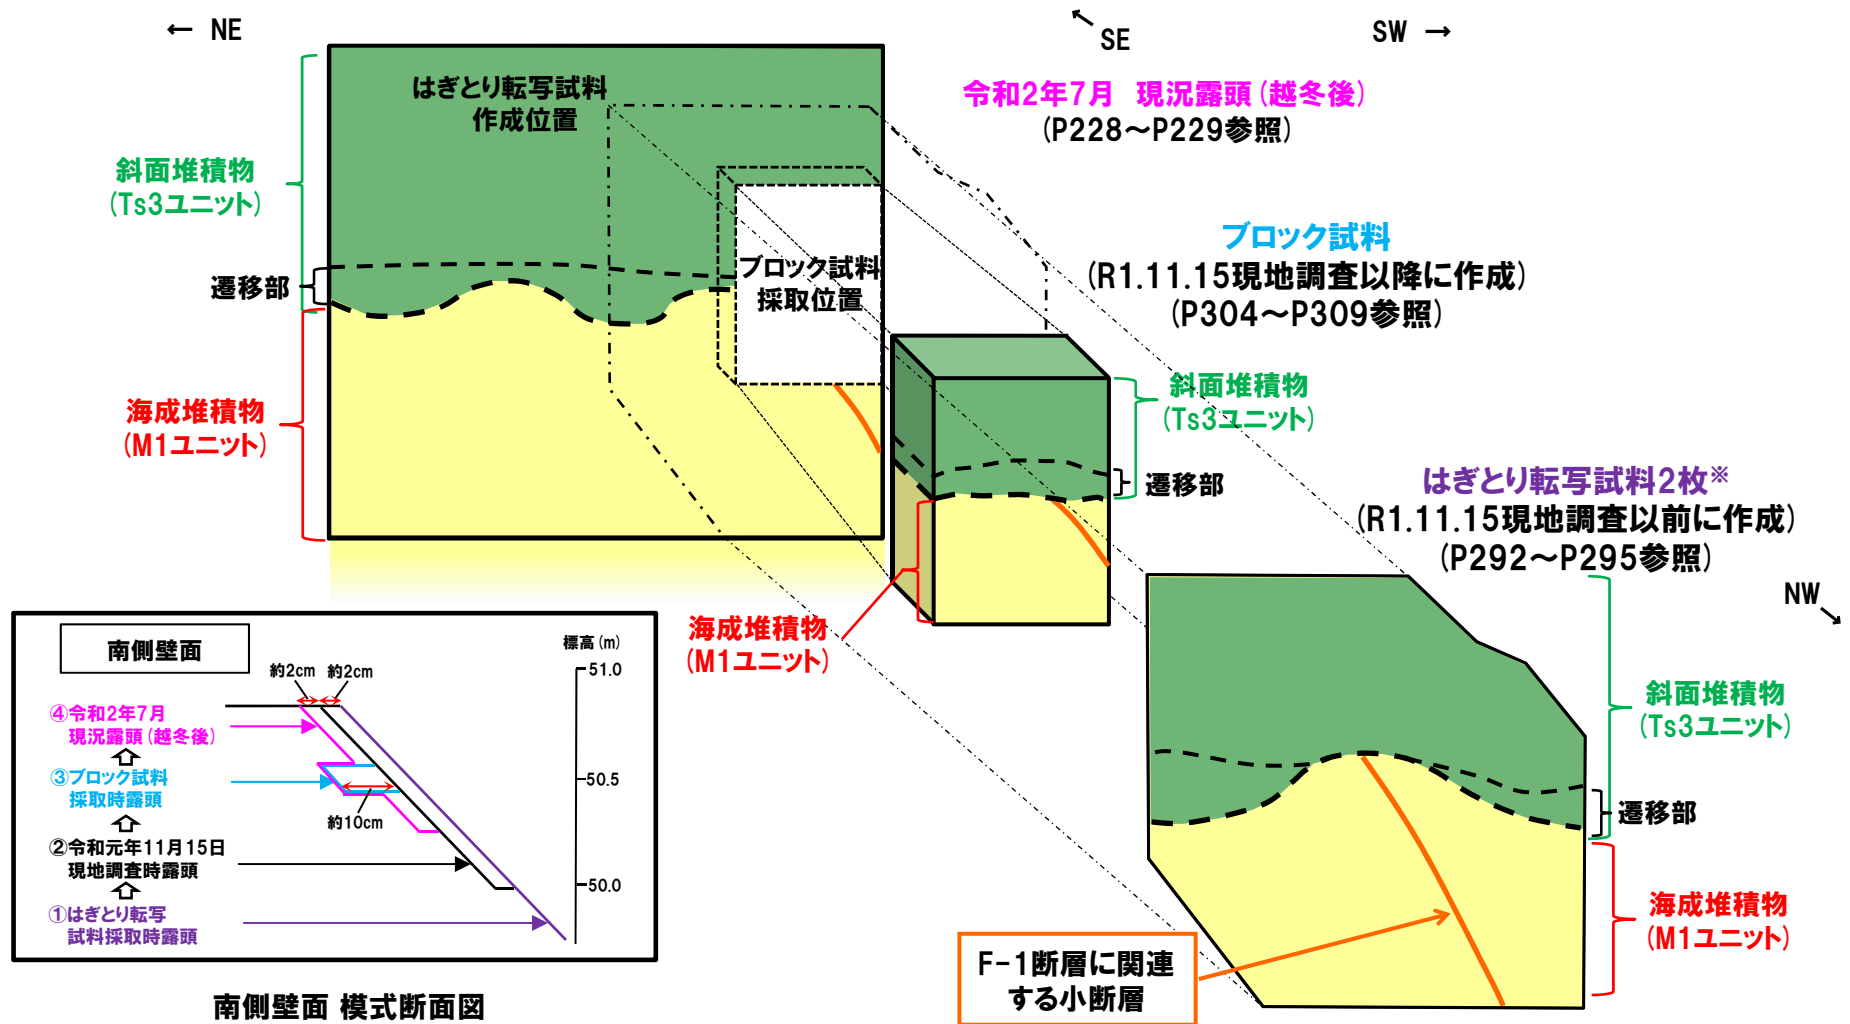 ← NE
SE
SW →
はぎとり転写試料
作成位置
令和2年7月 現況露頭(越冬後)
(P228～P229参照)
斜面堆積物
(Ts3ユニット)
遷移部
海成堆積物
(M1ユニット)
ブロック試料
採取位置
ブロック試料
(R1.11.15現地調査以降に作成)
(P304～P309参照)
斜面堆積物
(Ts3ユニット)
遷移部
海成堆積物
(M1ユニット)
はぎとり転写試料2枚※
(R1.11.15現地調査以前に作成)
(P292～P295参照)
NW
斜面堆積物
(Ts3ユニット)
遷移部
海成堆積物
(M1ユニット)
F-1断層に関連
する小断層
南側壁面
約2cm 約2cm
標高(m)
51.0
50.5
50.0
④令和2年7月
現況露頭(越冬後)
③ブロック試料
採取時露頭
約10cm
②令和元年11月15日
現地調査時露頭
①はぎとり転写
試料採取時露頭
南側壁面 模式断面図